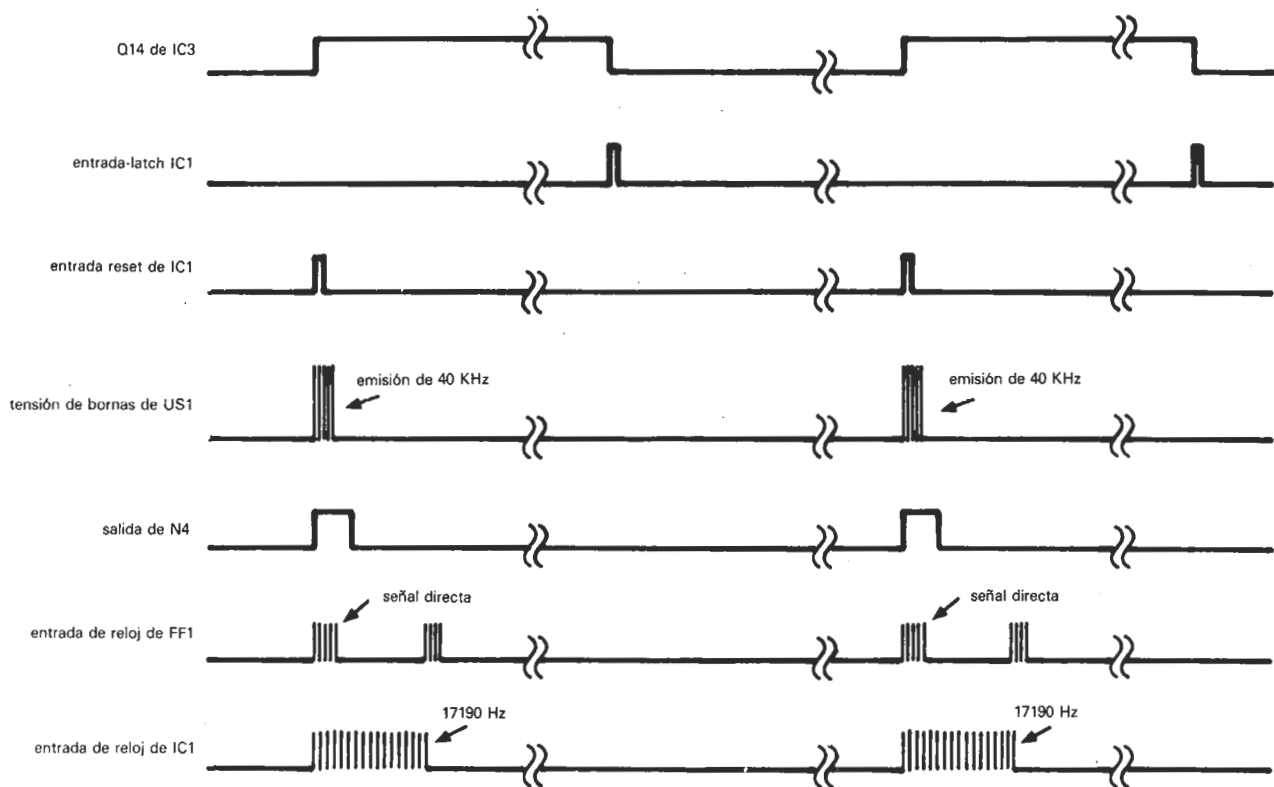 Q14 de IC3
entrada-latch IC1
entrada reset de IC1
emisión de 40 KHz
emisión de 40 KHz
tensión de bornas de US1
salida de N4
señal directa
señal directa
entrada de reloj de FF1
17190 Hz
17190 Hz
entrada de reloj de IC1